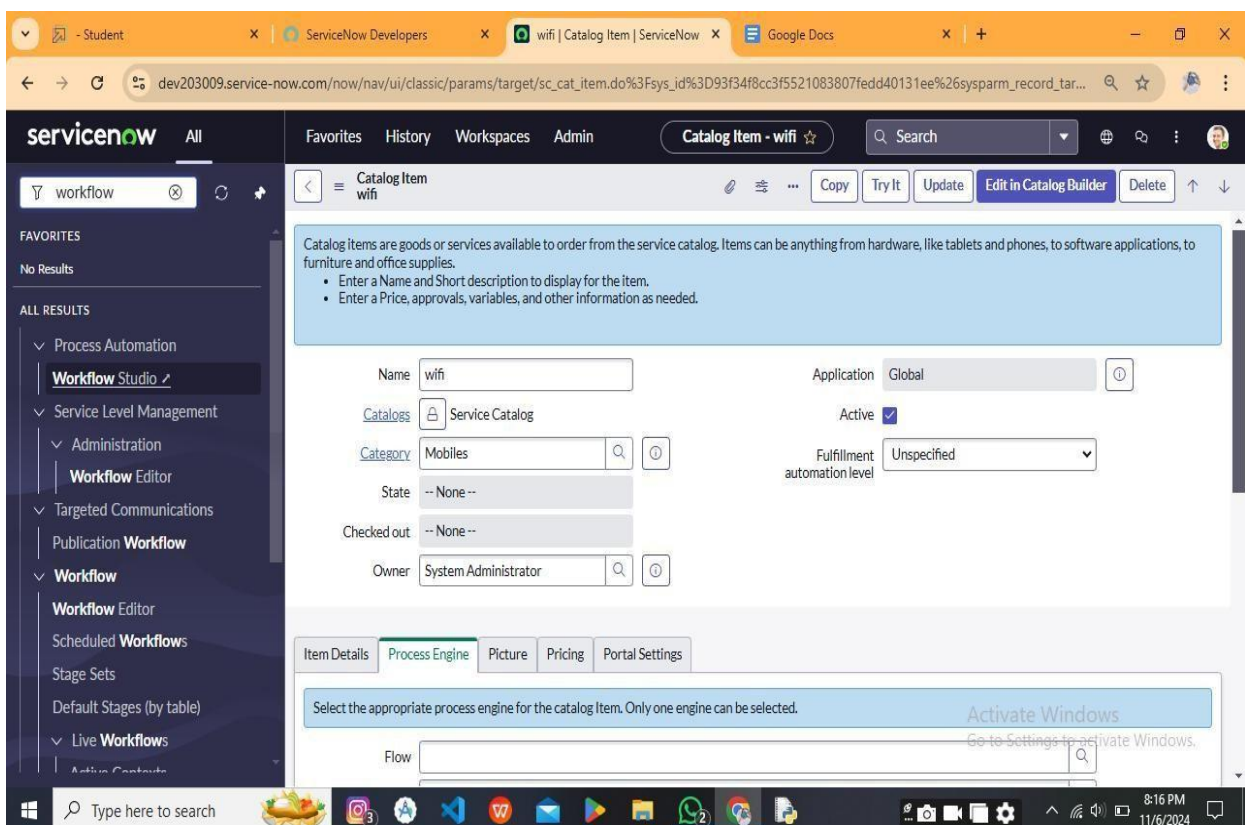 - Student
ServiceNow Developers
wifi | Catalog Item | ServiceNow
Google Docs
dev203009.service-now.com/now/nav/ui/classic/params/target/sc_cat_item.do%3Fsys_id%3D93f34f8cc3f5521083807fedd40131ee%26sysparm_record_tar...
servicenow
All
Favorites
History
Workspaces
Admin
Catalog Item - wifi
Search
workflow
FAVORITES
No Results
ALL RESULTS
Process Automation
Workflow Studio
Service Level Management
Administration
Workflow Editor
Targeted Communications
Publication Workflow
Workflow
Workflow Editor
Scheduled Workflows
Stage Sets
Default Stages (by table)
Live Workflows
Active Contexts
Catalog Item
wifi
Copy
Try It
Update
Edit in Catalog Builder
Delete
Catalog items are goods or services available to order from the service catalog. Items can be anything from hardware, like tablets and phones, to software applications, to
furniture and office supplies.
• Enter a Name and Short description to display for the item.
• Enter a Price, approvals, variables, and other information as needed.
Name wifi
Catalogs Service Catalog
Category Mobiles
State -- None --
Checked out -- None --
Owner System Administrator
Application Global
Active
Fulfillment
automation level
Unspecified
Item Details
Process Engine
Picture
Pricing
Portal Settings
Select the appropriate process engine for the catalog Item. Only one engine can be selected.
Flow
Activate Windows
Go to Settings to activate Windows.
Type here to search
3
2
8:16 PM
11/6/2024